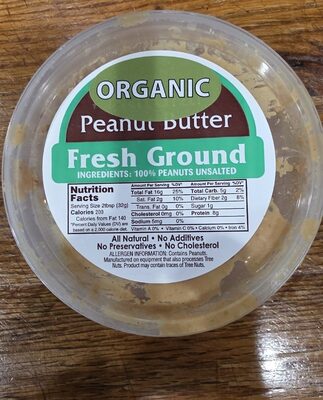 ORGANIC
Peanut Butter
Fresh Ground
INGREDIENTS: 100% PEANUTS UNSALTED
Nutrition Facts
Serving Size 2tbsp (32g)
Calories 203
Calories from Fat 140
*Percent Daily Values (DV) are based on a 2,000 calorie diet.
Amount Per Serving %DV*
Total Fat 16g 25%
Sat. Fat 2g 10%
Trans. Fat 0g 0%
Cholesterol 0mg 0%
Sodium 5mg 0%
Amount Per Serving %DV*
Total Carb. 5g 2%
Dietary Fiber 2g 8%
Sugar 1g
Protein 8g
Vitamin A 0% • Vitamin C 0% • Calcium 0% • Iron 4%
All Natural • No Additives
No Preservatives • No Cholesterol
ALLERGEN INFORMATION: Contains Peanuts.
Manufactured on equipment that also processes Tree
Nuts. Product may contain traces of Tree Nuts.